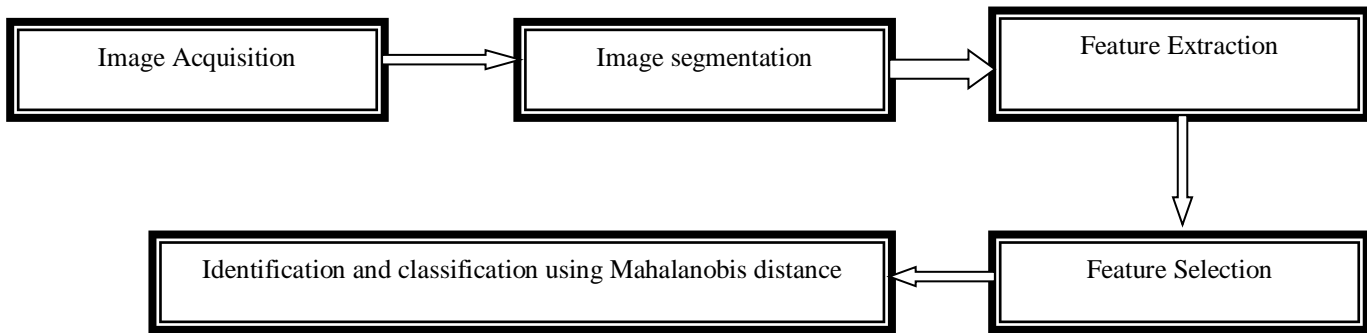 Image Acquisition
Image segmentation
Feature Extraction
Feature Selection
Identification and classification using Mahalanobis distance